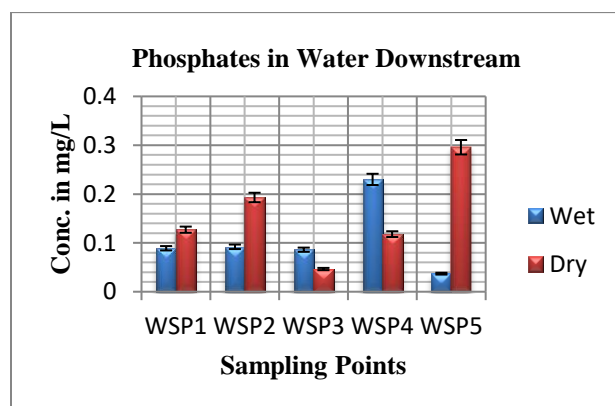 Phosphates in Water Downstream
Conc. in mg/L
0.4
0.3
0.2
0.1
0
WSP1 WSP2 WSP3 WSP4 WSP5
Sampling Points
Wet
Dry